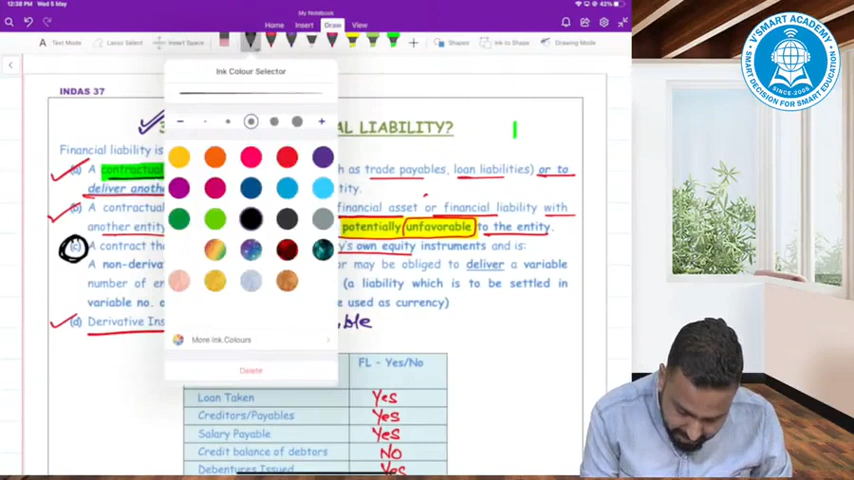 12:38 PM Wed 5 May
My Notebook
42%
Home Insert Draw View
Text Mode Lasso Select Insert Space Shapes Ink to Shape Drawing Mode
Ink Colour Selector
V'SMART ACADEMY
SINCE-2008
SMART DECISION FOR SMART EDUCATION
INDAS 37
LIABILITY?
Financial liability is
(a) A contractual as trade payables, loan liabilities) or to
deliver anoth
(b) A contractual financial asset or financial liability with
another entity potentially unfavorable to the entity.
(c) A contract tha own equity instruments and is:
A non-deriva or may be obliged to deliver a variable
number of e (a liability which is to be settled in
variable no. o used as currency)
(d) Derivative Ins
More Ink Colours
Delete
FL - Yes/No
Loan Taken Yes
Creditors/Payables Yes
Salary Payable Yes
Credit balance of debtors NO
Debentures Issued Yes